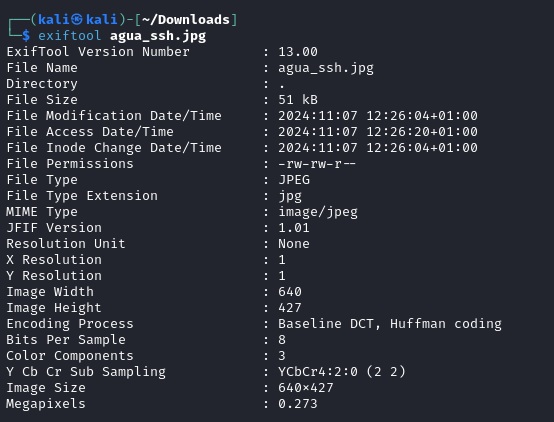 ┌──(kali㉿kali)-[~/Downloads]
└─$ exiftool agua_ssh.jpg
ExifTool Version Number         : 13.00
File Name                       : agua_ssh.jpg
Directory                       : .
File Size                       : 51 kB
File Modification Date/Time     : 2024:11:07 12:26:04+01:00
File Access Date/Time           : 2024:11:07 12:26:20+01:00
File Inode Change Date/Time     : 2024:11:07 12:26:04+01:00
File Permissions                : -rw-rw-r--
File Type                       : JPEG
File Type Extension             : jpg
MIME Type                       : image/jpeg
JFIF Version                    : 1.01
Resolution Unit                 : None
X Resolution                    : 1
Y Resolution                    : 1
Image Width                     : 640
Image Height                    : 427
Encoding Process                : Baseline DCT, Huffman coding
Bits Per Sample                 : 8
Color Components                : 3
Y Cb Cr Sub Sampling            : YCbCr4:2:0 (2 2)
Image Size                      : 640×427
Megapixels                      : 0.273